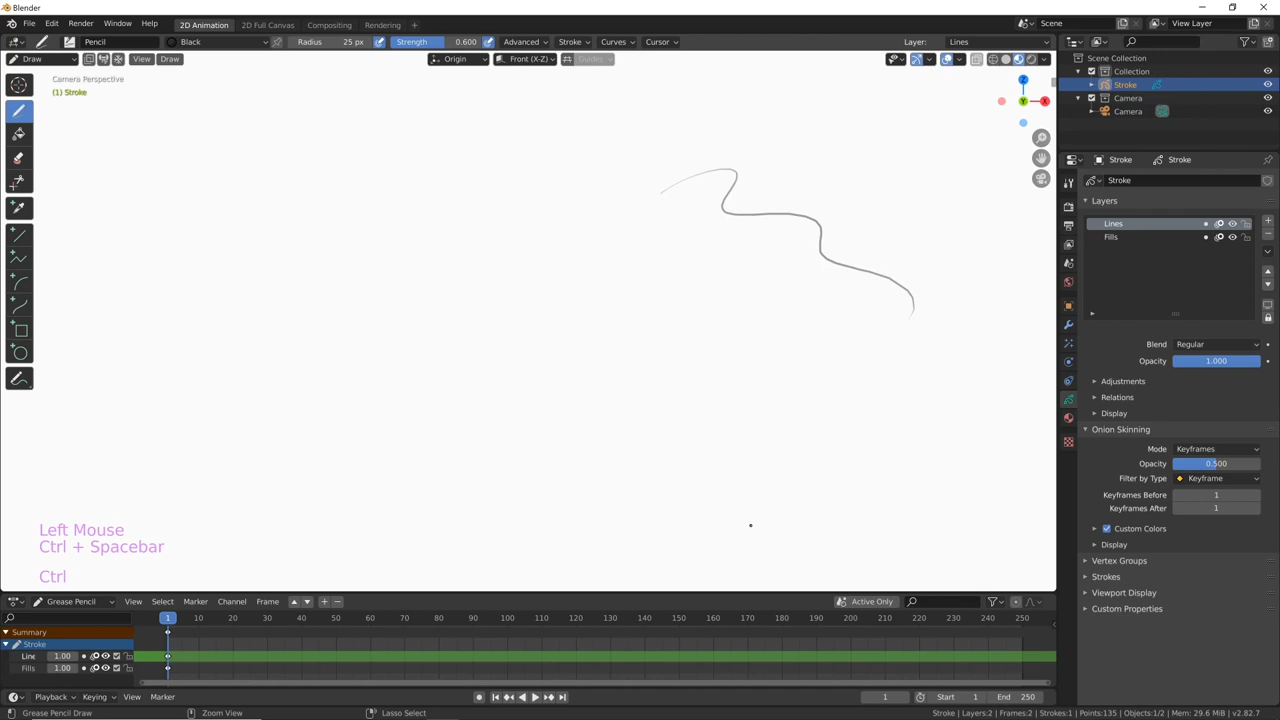 Blender
File Edit Render Window Help 2D Animation 2D Full Canvas Compositing Rendering + Scene View Layer
Pencil Black Radius 25 px Strength 0.600 Advanced Stroke Curves Cursor Layer: Lines
Draw View Draw Origin Front (X-Z) Guides
Camera Perspective
(1) Stroke
Z
Y X
Scene Collection
Collection
Stroke
Camera
Camera
Stroke Stroke
Stroke
Layers
Lines
Fills
Blend Regular
Opacity 1.000
Adjustments
Relations
Display
Onion Skinning
Mode Keyframes
Opacity 0.500
Filter by Type Keyframe
Keyframes Before 1
Keyframes After 1
Custom Colors
Display
Vertex Groups
Strokes
Viewport Display
Custom Properties
Left Mouse
Ctrl + Spacebar
Ctrl
Grease Pencil View Select Marker Channel Frame Active Only
1 10 20 30 40 50 60 70 80 90 100 110 120 130 140 150 160 170 180 190 200 210 220 230 240 250
Summary
Stroke
Line 1.00
Fills 1.00
Playback Keying View Marker 1 Start 1 End 250
Grease Pencil Draw Zoom View Lasso Select Stroke | Layers:2 | Frames:2 | Strokes:1 | Points:135 | Objects:1/2 | Mem: 29.6 MiB | v2.82.7